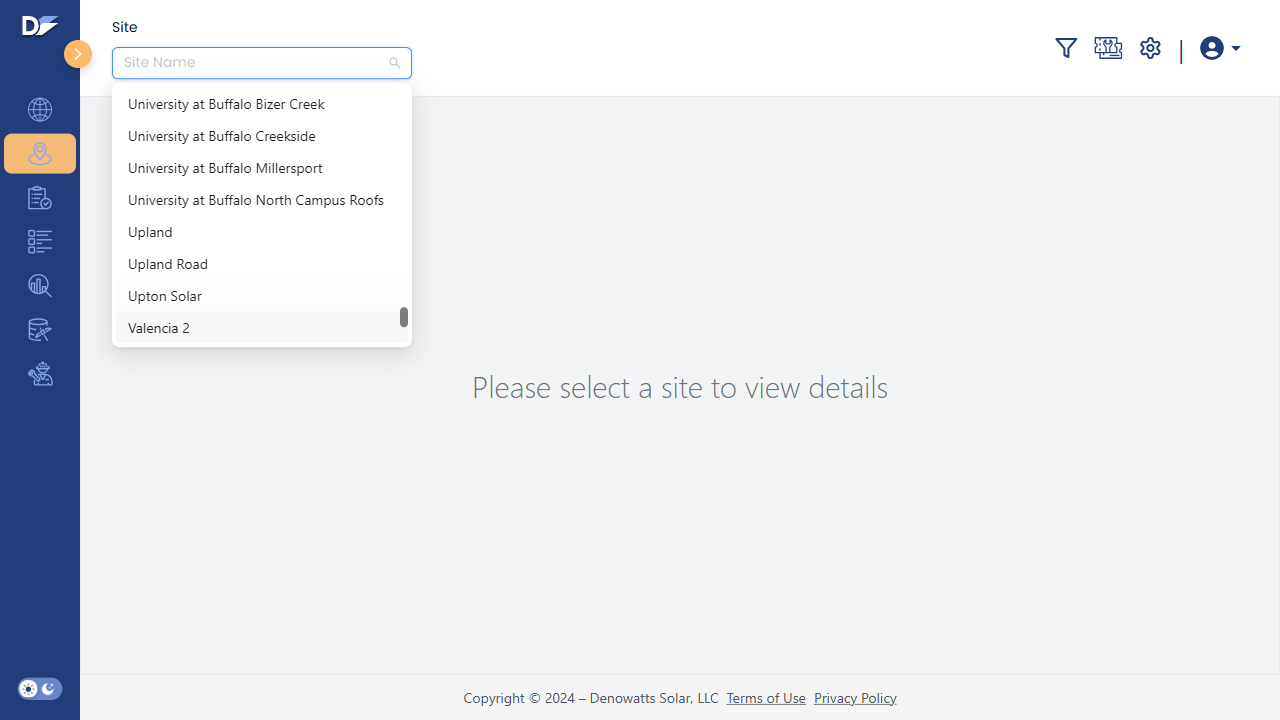 Site
Site Name
University at Buffalo Bizer Creek
University at Buffalo Creekside
University at Buffalo Millersport
University at Buffalo North Campus Roofs
Upland
Upland Road
Upton Solar
Valencia 2
Please select a site to view details
Copyright © 2024 – Denowatts Solar, LLC Terms of Use Privacy Policy